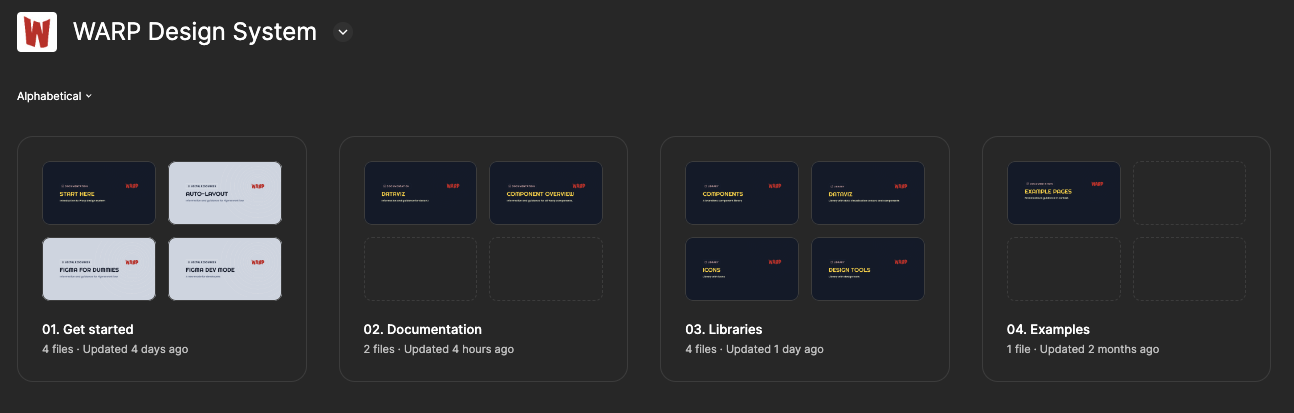 W WARP Design System
Alphabetical
START HERE
WARP
AUTO-LAYOUT
WARP
DATAVIZ
WARP
COMPONENT OVERVIEW
WARP
COMPONENTS
WARP
DATAVIZ
WARP
EXAMPLE PAGES
WARP
FIGMA FOR DUMMIES
WARP
FIGMA DEV MODE
WARP
ICONS
WARP
DESIGN TOOLS
WARP
01. Get started
4 files · Updated 4 days ago
02. Documentation
2 files · Updated 4 hours ago
03. Libraries
4 files · Updated 1 day ago
04. Examples
1 file · Updated 2 months ago